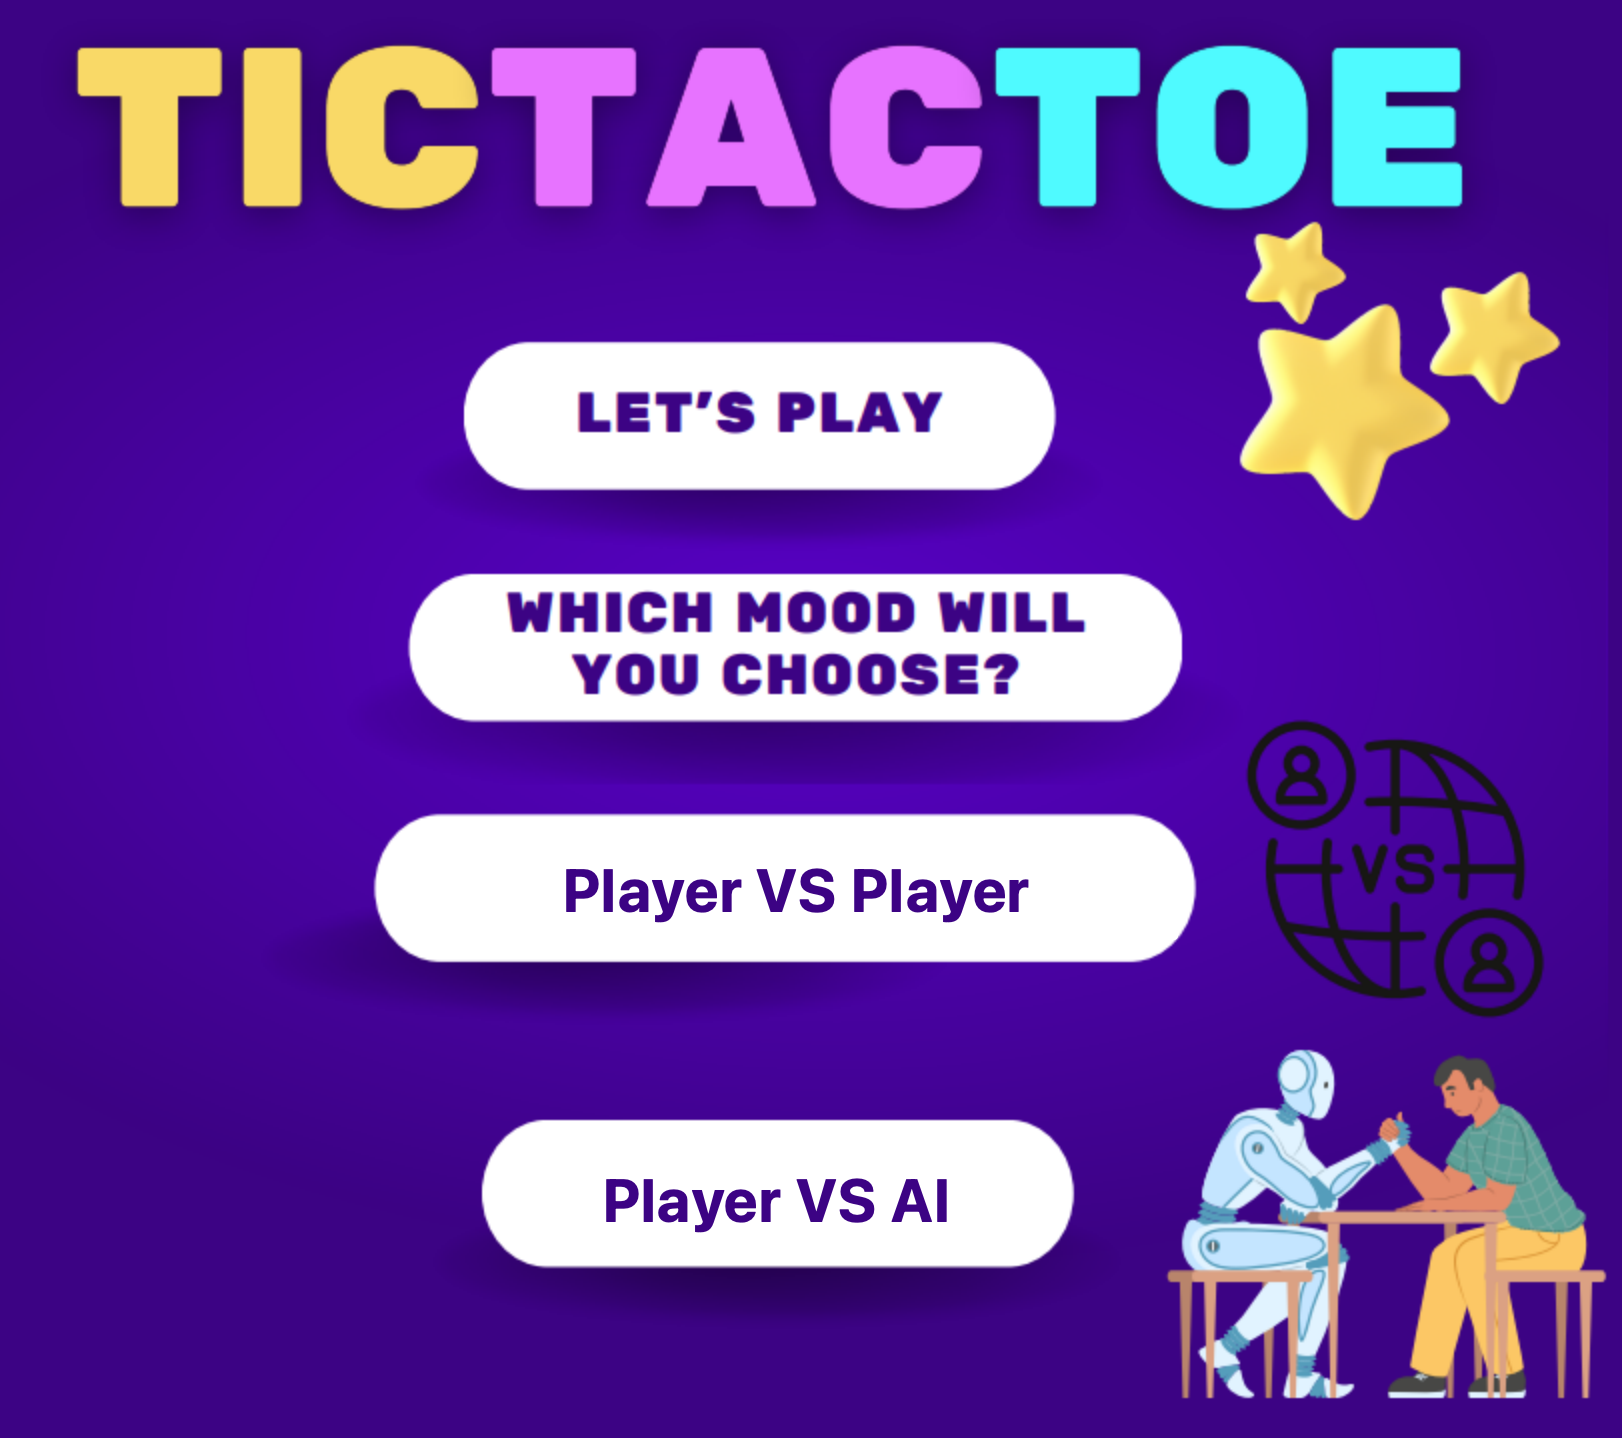 TICTACTOE
LET'S PLAY
WHICH MOOD WILL
YOU CHOOSE?
Player VS Player
VS
Player VS AI